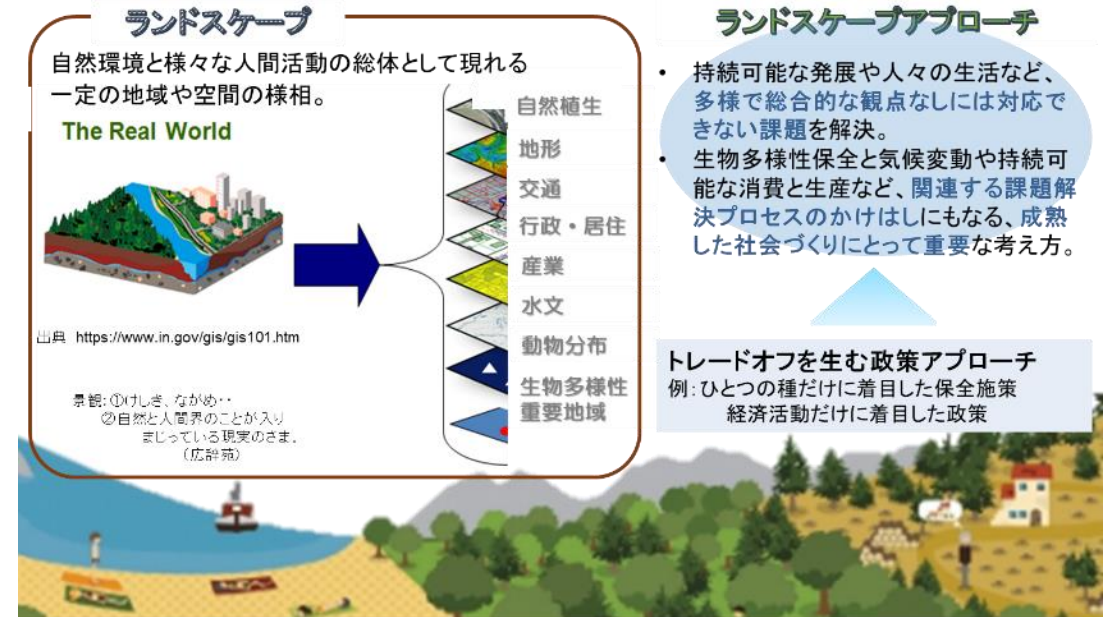 ランドスケープ
自然環境と様々な人間活動の総体として現れる
一定の地域や空間の様相。
The Real World
自然植生
地形
交通
行政・居住
産業
水文
動物分布
生物多様性
重要地域
出典 https://www.in.gov/gis/gis101.htm
景観:①けしき、ながめ・・
②自然と人間界のことが入り
まじっている現実のさま。
(広辞苑)
ランドスケープアプローチ
• 持続可能な発展や人々の生活など、
多様で総合的な観点なしには対応で
きない課題を解決。
• 生物多様性保全と気候変動や持続可
能な消費と生産など、関連する課題解
決プロセスのかけはしにもなる、成熟
した社会づくりにとって重要な考え方。
トレードオフを生む政策アプローチ
例:ひとつの種だけに着目した保全施策
経済活動だけに着目した政策